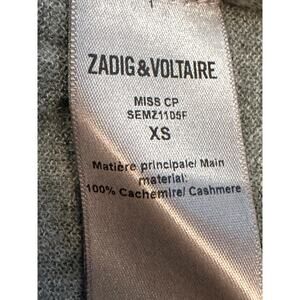 ZADIG&VOLTAIRE
MISS CP
SEMZ1105F
XS
Matière principale/ Main
material:
100% Cachemire/ Cashmere